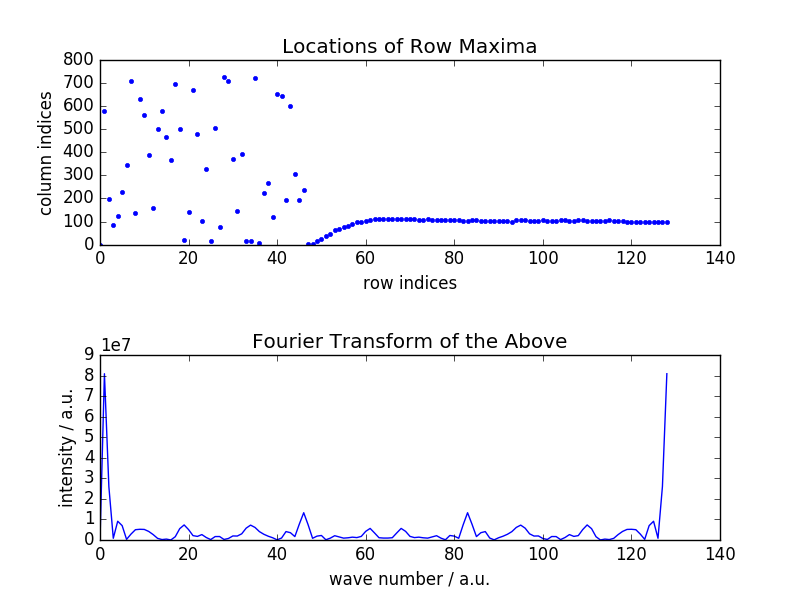 Locations of Row Maxima
800
700
600
500
400
300
200
100
0
column indices
0 20 40 60 80 100 120 140
row indices
Fourier Transform of the Above
1e7
9
8
7
6
5
4
3
2
1
0
intensity / a.u.
0 20 40 60 80 100 120 140
wave number / a.u.